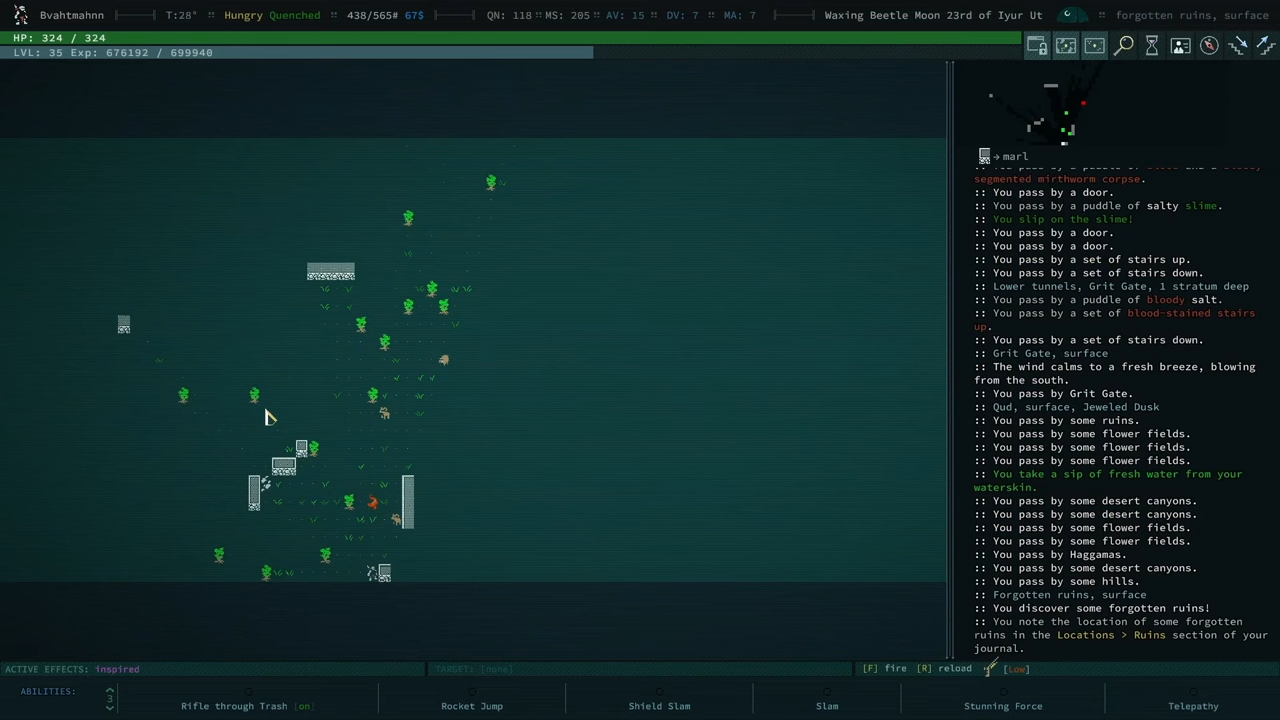 Bvahtmahnn T:28° :: Hungry Quenched 438/565# 67$ QN: 118 :: MS: 205 :: AV: 15 :: DV: 7 :: MA: 7 Waxing Beetle Moon 23rd of Iyur Ut :: forgotten ruins, surface
HP: 324 / 324
LVL: 35 Exp: 676192 / 699940
→ marl
segmented mirthworm corpse.
:: You pass by a door.
:: You pass by a puddle of salty slime.
:: You slip on the slime!
:: You pass by a door.
:: You pass by a door.
:: You pass by a set of stairs up.
:: You pass by a set of stairs down.
:: Lower tunnels, Grit Gate, 1 stratum deep
:: You pass by a puddle of bloody salt.
:: You pass by a set of blood-stained stairs
up.
:: You pass by a set of stairs down.
:: Grit Gate, surface
:: The wind calms to a fresh breeze, blowing
from the south.
:: You pass by Grit Gate.
:: Qud, surface, Jeweled Dusk
:: You pass by some ruins.
:: You pass by some flower fields.
:: You pass by some flower fields.
:: You pass by some flower fields.
:: You take a sip of fresh water from your
waterskin.
:: You pass by some desert canyons.
:: You pass by some desert canyons.
:: You pass by some flower fields.
:: You pass by some flower fields.
:: You pass by Haggamas.
:: You pass by some desert canyons.
:: You pass by some hills.
:: Forgotten ruins, surface
:: You discover some forgotten ruins!
:: You note the location of some forgotten
ruins in the Locations > Ruins section of your
journal.
ACTIVE EFFECTS: inspired
TARGET: [none]
[F] fire [R] reload [Low]
ABILITIES: 3
Rifle through Trash [on]
Rocket Jump
Shield Slam
Slam
Stunning Force
Telepathy